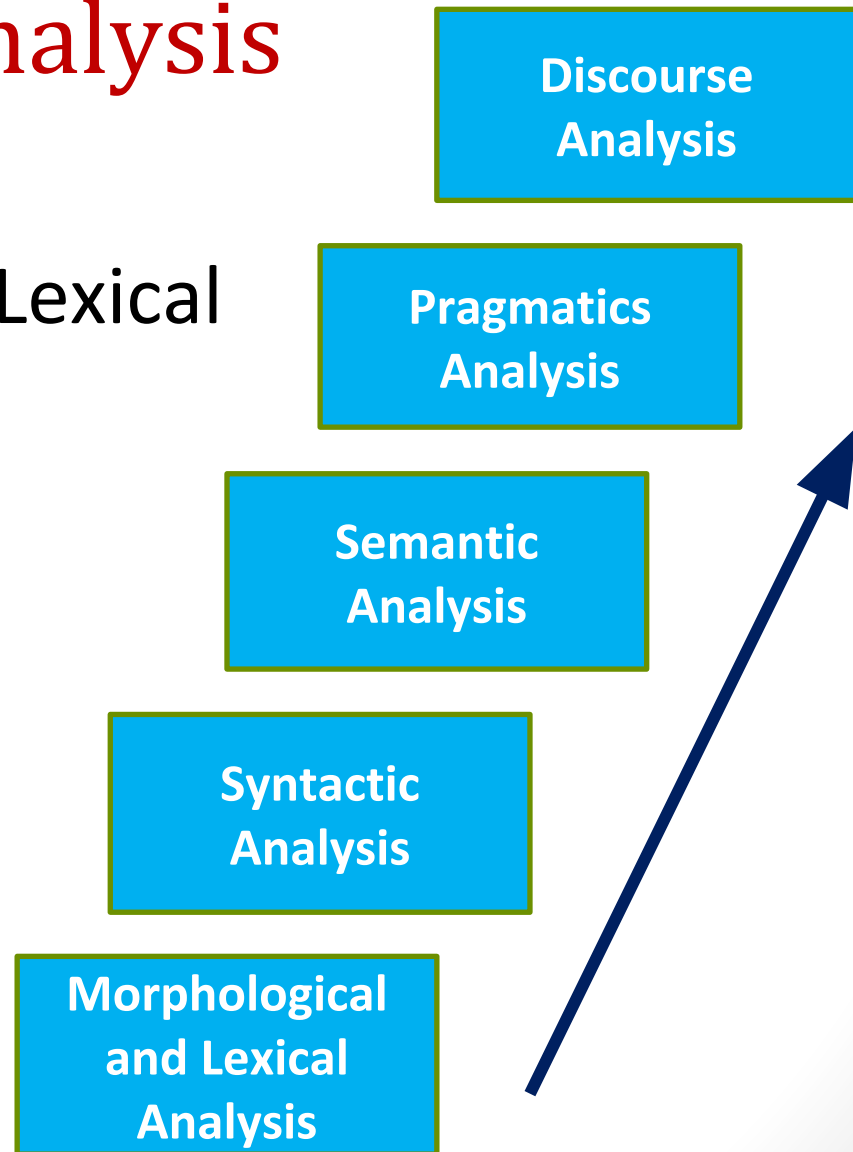 nalysis
Discourse
Analysis
Lexical
Pragmatics
Analysis
Semantic
Analysis
Syntactic
Analysis
Morphological
and Lexical
Analysis